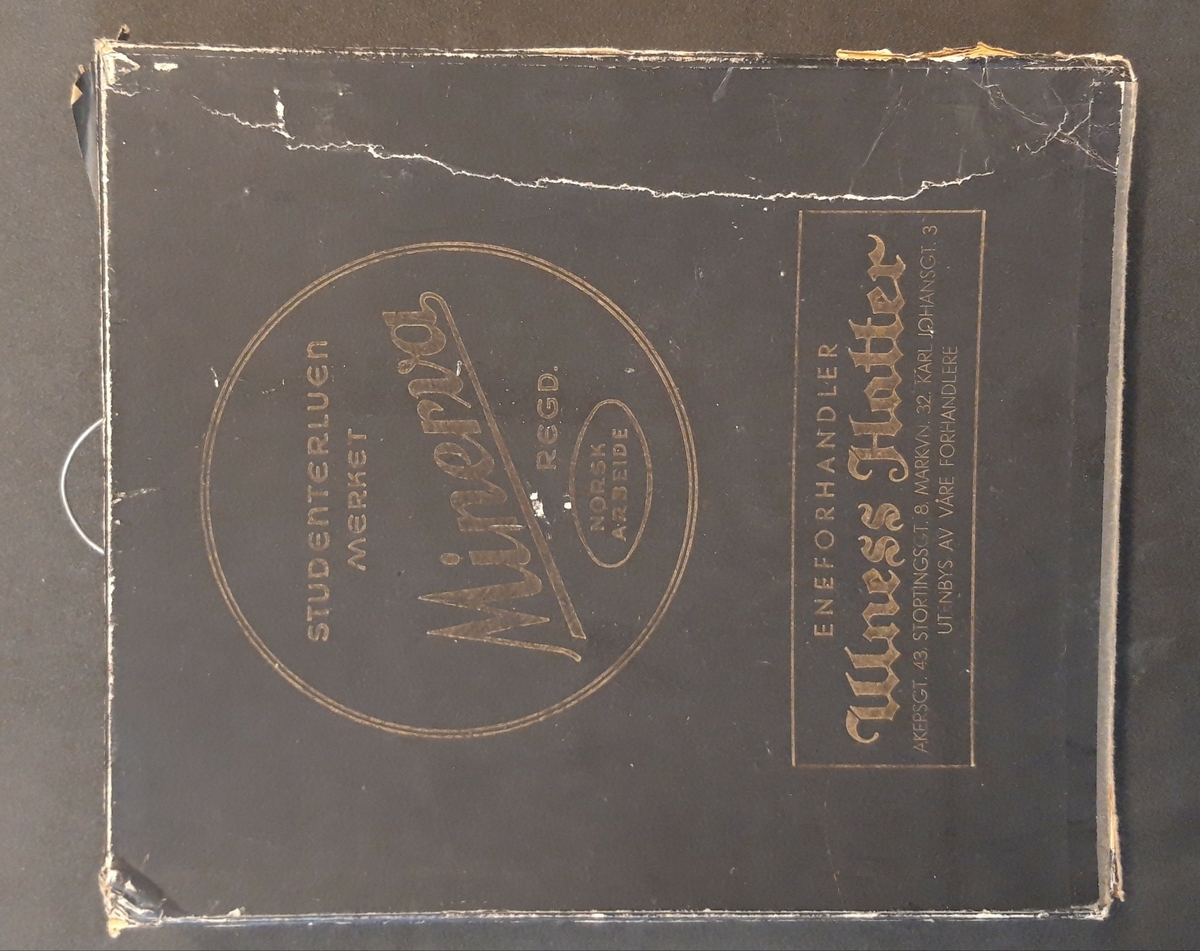 STUDENTERLUEN
MERKET
Minerva
REGD.
NORSK
ARBEIDE
ENEFORHANDLER
Ulness Hatter
AKERSGT. 43, STORTINGSGT. 8, MARKVN. 32, KARL JOHANSGT. 3
UTENBYS AV VÅRE FORHANDLERE